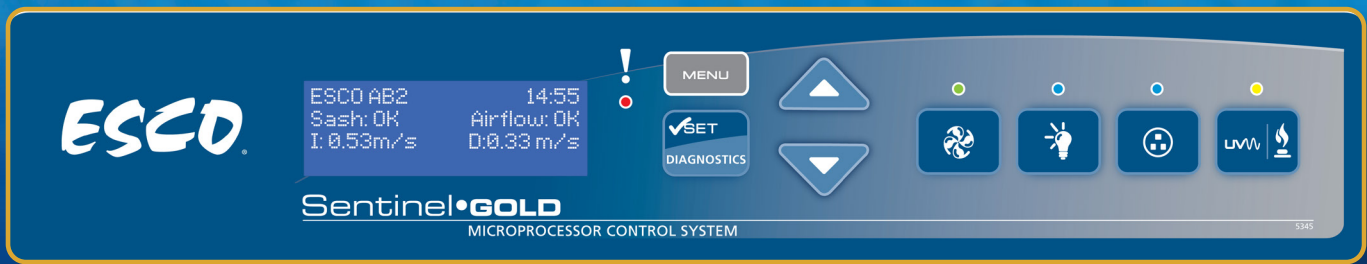 ESCO.
ESCO AB2 14:55
Sash: OK Airflow: OK
I: 0.53m/s D:0.33 m/s
!
MENU
SET
DIAGNOSTICS
UV
Sentinel•GOLD
MICROPROCESSOR CONTROL SYSTEM
5345